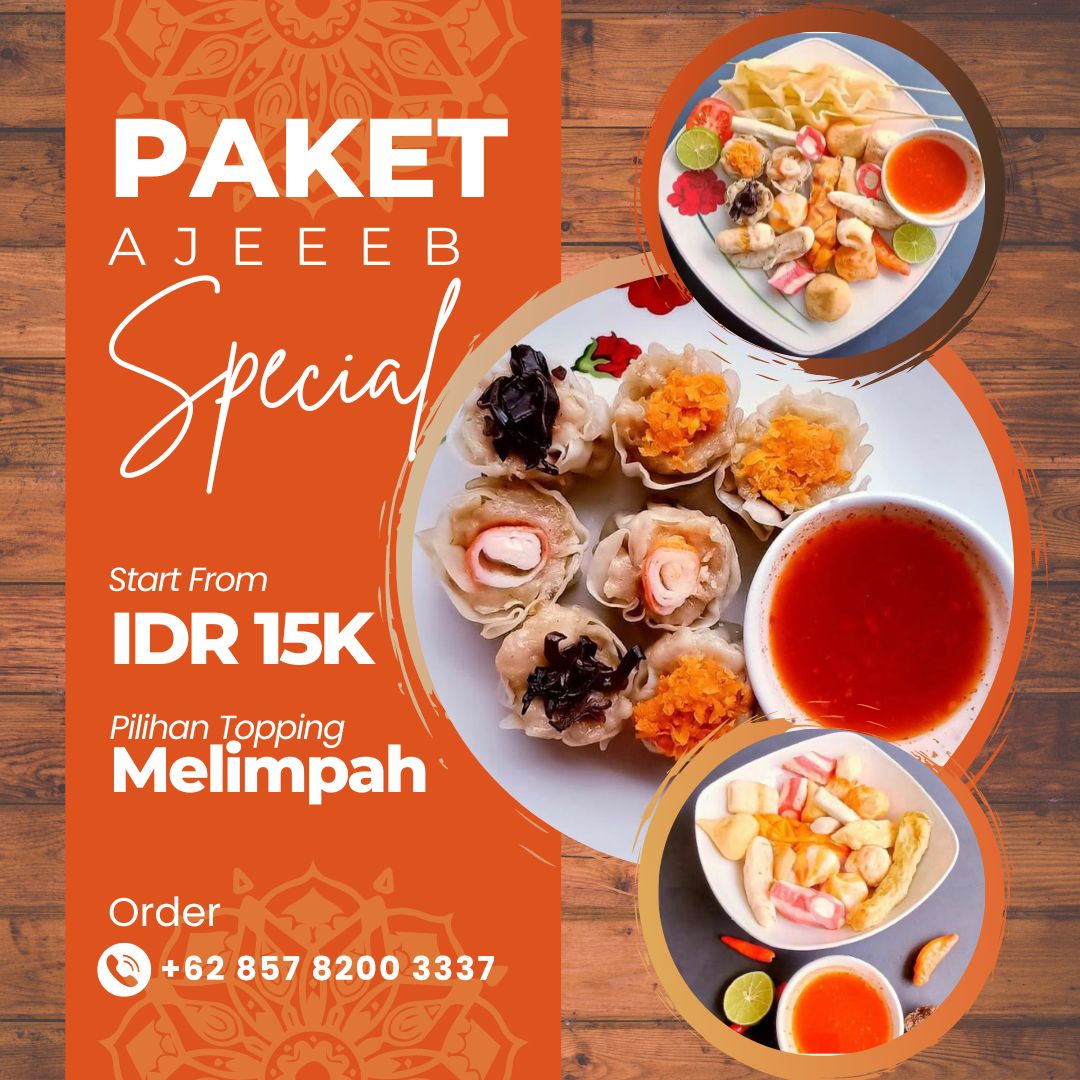 PAKET
AJEEEB
Special
Start From
IDR 15K
Pilihan Topping
Melimpah
Order
+62 857 8200 3337